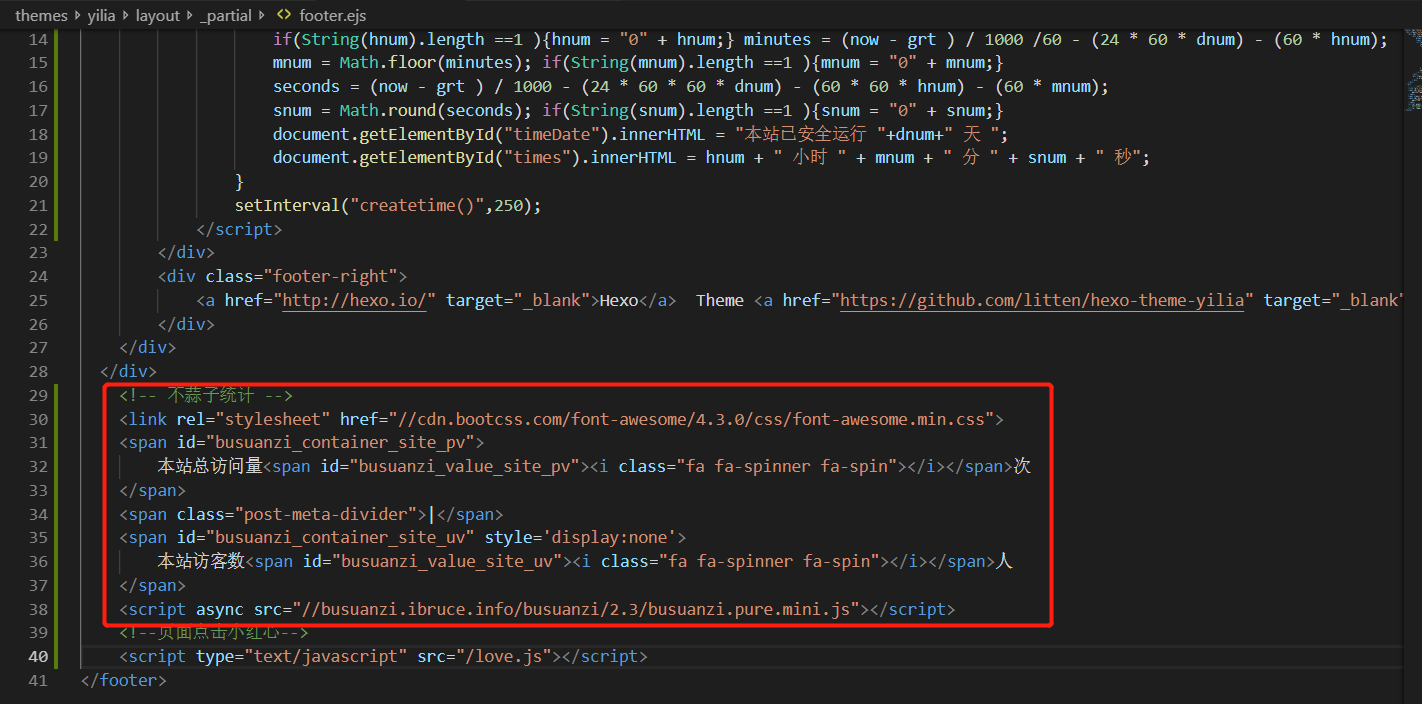 themes > yilia > layout > _partial > <> footer.ejs
14 if(String(hnum).length ==1 ){hnum = "0" + hnum;} minutes = (now - grt ) / 1000 /60 - (24 * 60 * dnum) - (60 * hnum);
15 mnum = Math.floor(minutes); if(String(mnum).length ==1 ){mnum = "0" + mnum;}
16 seconds = (now - grt ) / 1000 - (24 * 60 * 60 * dnum) - (60 * 60 * hnum) - (60 * mnum);
17 snum = Math.round(seconds); if(String(snum).length ==1 ){snum = "0" + snum;}
18 document.getElementById("timeDate").innerHTML = "本站已安全运行 "+dnum+" 天 ";
19 document.getElementById("times").innerHTML = hnum + " 小时 " + mnum + " 分 " + snum + " 秒";
20 }
21 setInterval("createtime()",250);
22 </script>
23 </div>
24 <div class="footer-right">
25 <a href="http://hexo.io/" target="_blank">Hexo</a>  Theme <a href="https://github.com/litten/hexo-theme-yilia" target="_blank"
26 </div>
27 </div>
28 </div>
29 <!-- 不蒜子统计 -->
30 <link rel="stylesheet" href="//cdn.bootcss.com/font-awesome/4.3.0/css/font-awesome.min.css">
31 <span id="busuanzi_container_site_pv">
32 本站总访问量<span id="busuanzi_value_site_pv"><i class="fa fa-spinner fa-spin"></i></span>次
33 </span>
34 <span class="post-meta-divider">|</span>
35 <span id="busuanzi_container_site_uv" style='display:none'>
36 本站访客数<span id="busuanzi_value_site_uv"><i class="fa fa-spinner fa-spin"></i></span>人
37 </span>
38 <script async src="//busuanzi.ibruce.info/busuanzi/2.3/busuanzi.pure.mini.js"></script>
39 <!--页面点击小红心-->
40 <script type="text/javascript" src="/love.js"></script>
41 </footer>